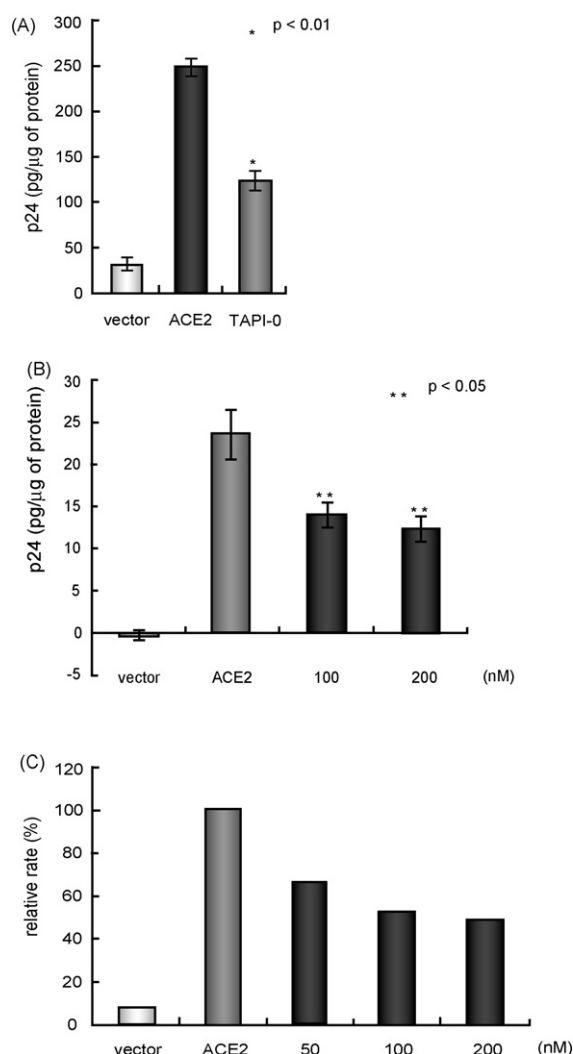 (A)
p24 (pg/µg of protein)
300
250
200
150
100
50
0
* p < 0.01
*
vector ACE2 TAPI-0
(B)
p24 (pg/µg of protein)
30
25
20
15
10
5
0
-5
** p < 0.05
** **
vector ACE2 100 200 (nM)
(C)
relative rate (%)
120
100
80
60
40
20
0
vector ACE2 50 100 200 (nM)